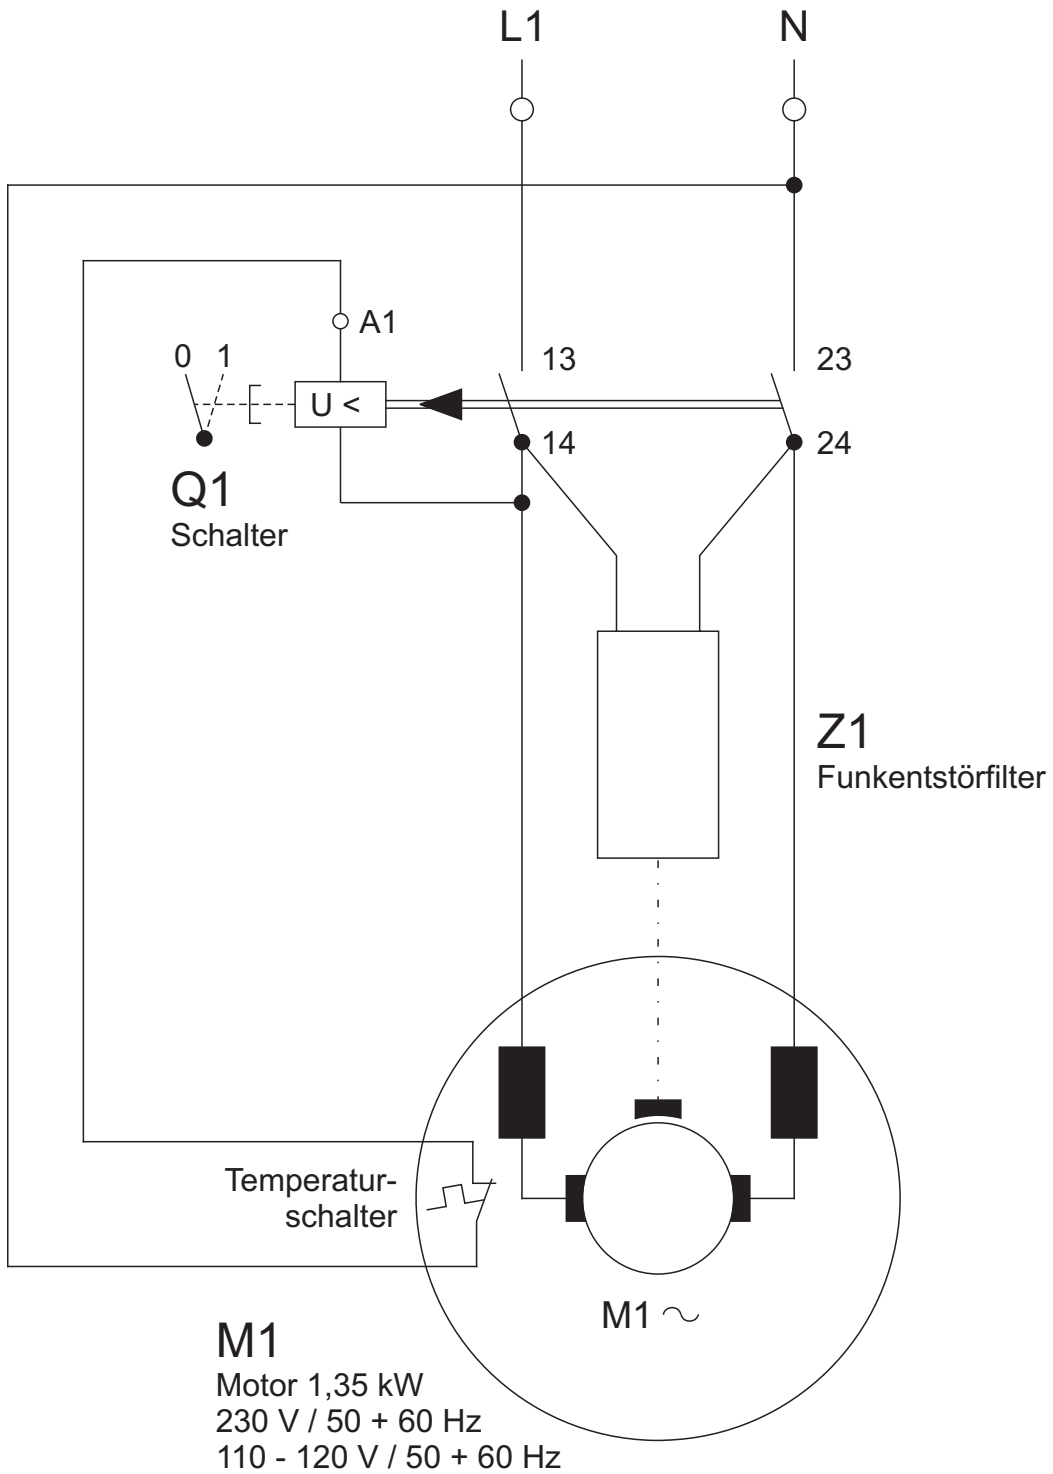 L1
N
A1
0 1
13
23
U <
14
24
Q1
Schalter
Z1
Funkentstörfilter
Temperatur-
schalter
M1 ~
M1
Motor 1,35 kW
230 V / 50 + 60 Hz
110 - 120 V / 50 + 60 Hz